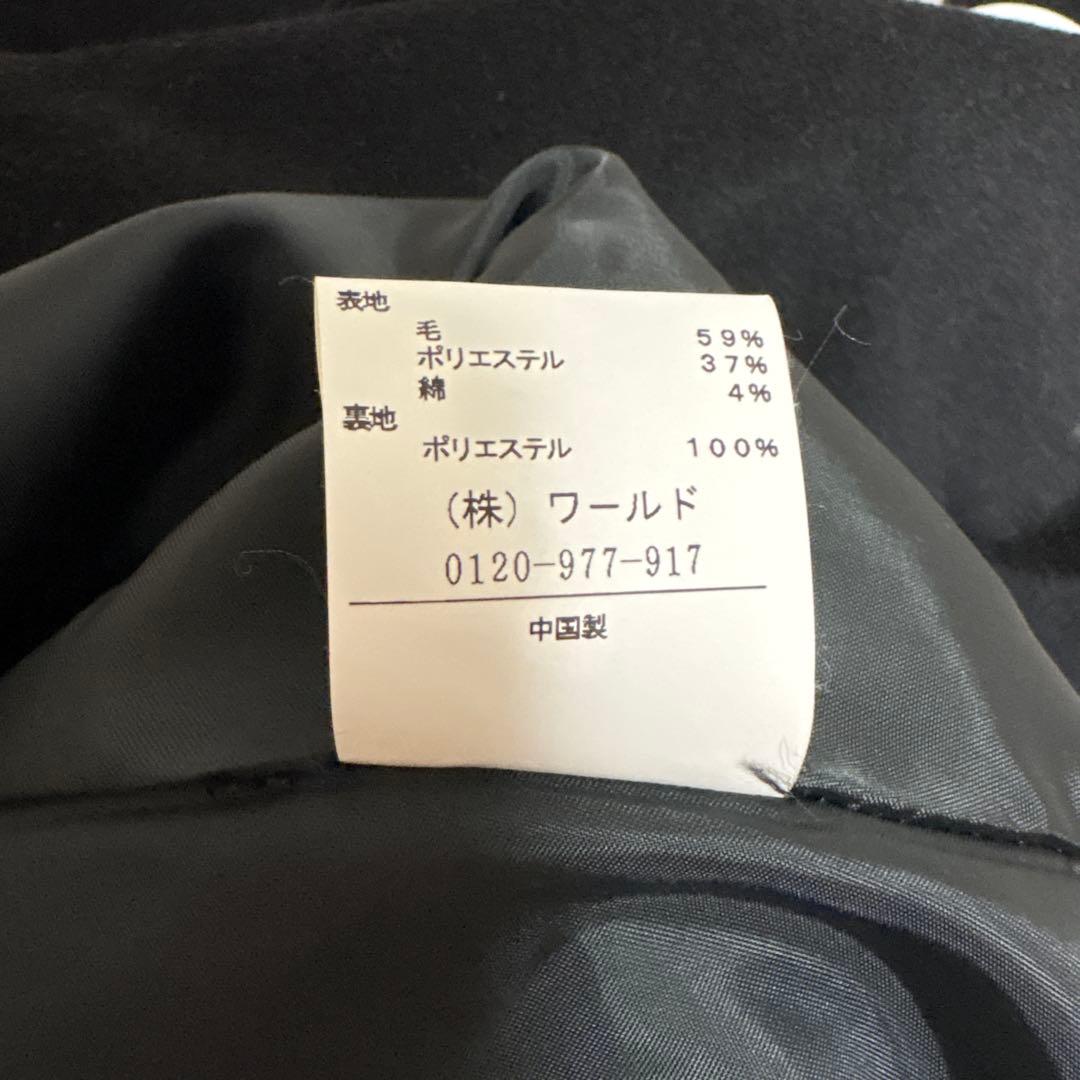 表地
毛 59%
ポリエステル 37%
綿 4%
裏地
ポリエステル 100%
(株) ワールド
0120-977-917
中国製